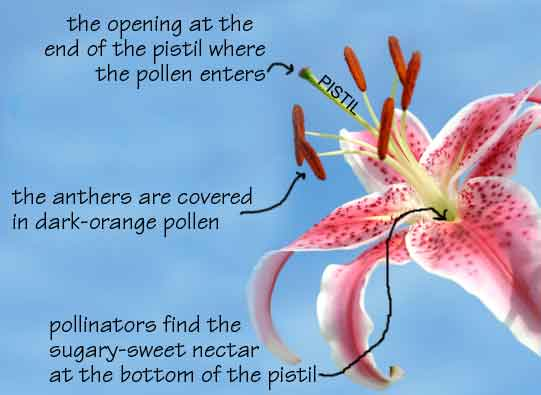 the opening at the
end of the pistil where
the pollen enters
PISTIL
the anthers are covered
in dark-orange pollen
pollinators find the
sugary-sweet nectar
at the bottom of the pistil